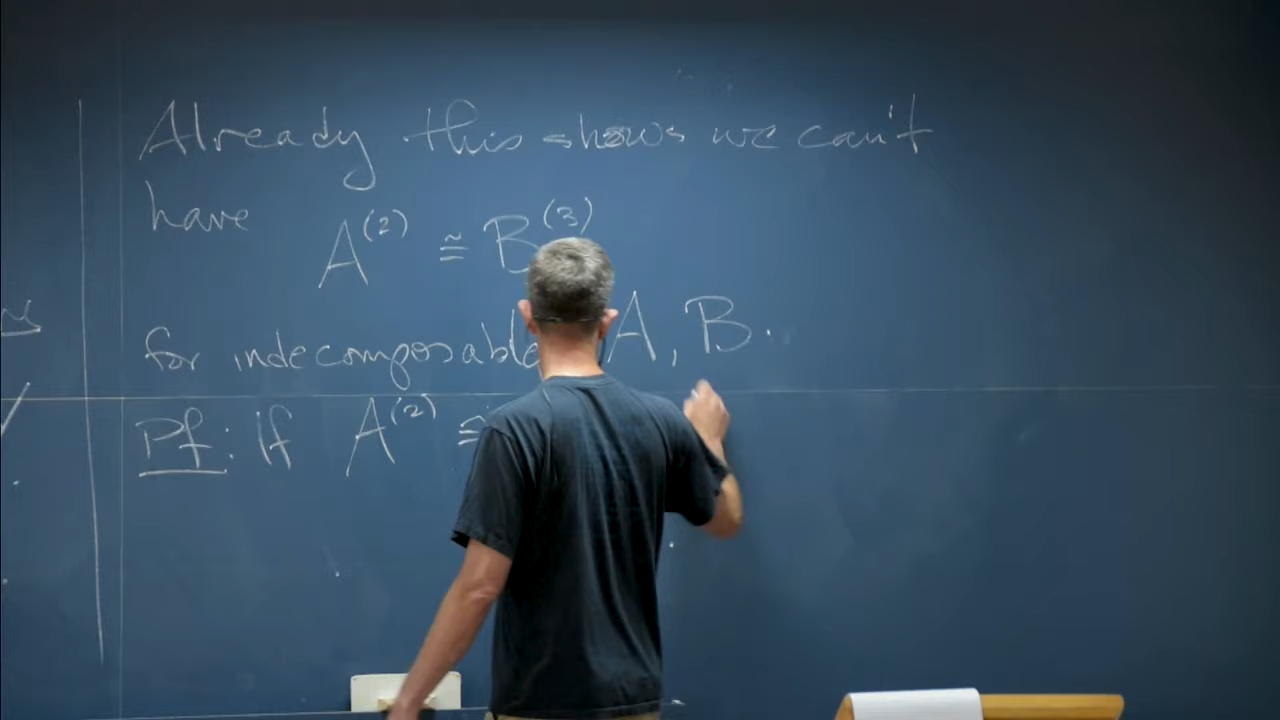 Already this shows we can't
have A⁽²⁾ ≅ B⁽³⁾
for indecomposable A, B.
Pf: If A⁽²⁾ ≅